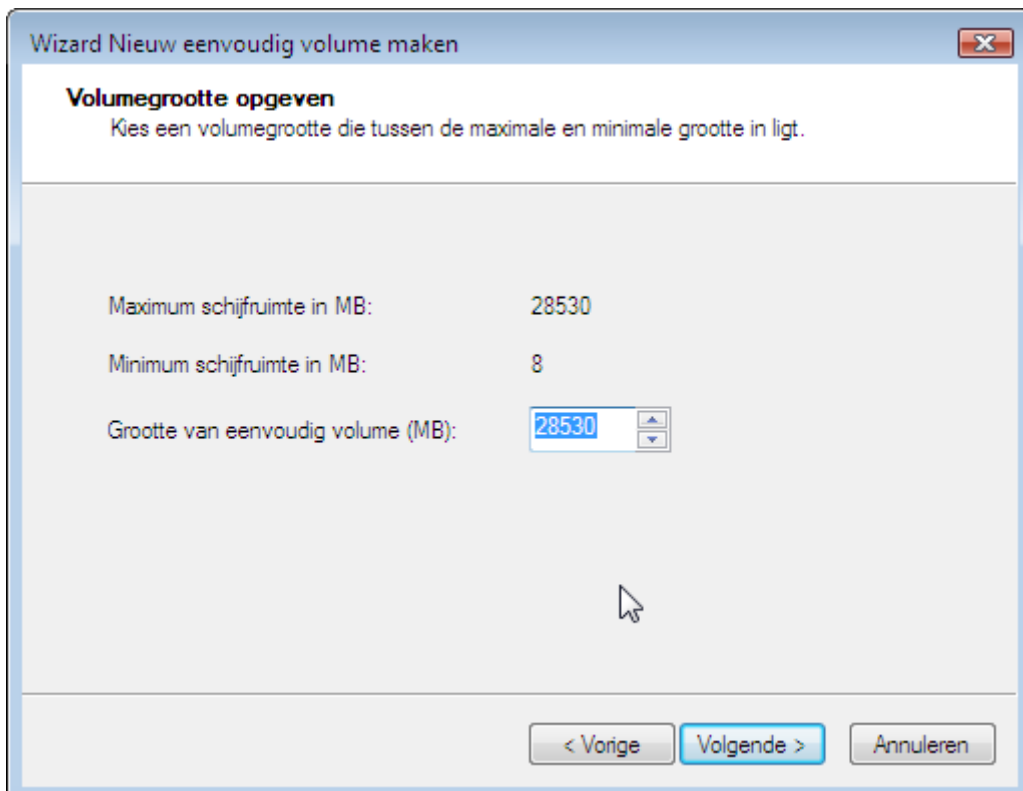 Wizard Nieuw eenvoudig volume maken
Volumegrootte opgeven
Kies een volumegrootte die tussen de maximale en minimale grootte in ligt.
Maximum schijfruimte in MB: 28530
Minimum schijfruimte in MB: 8
Grootte van eenvoudig volume (MB): 28530
< Vorige Volgende > Annuleren